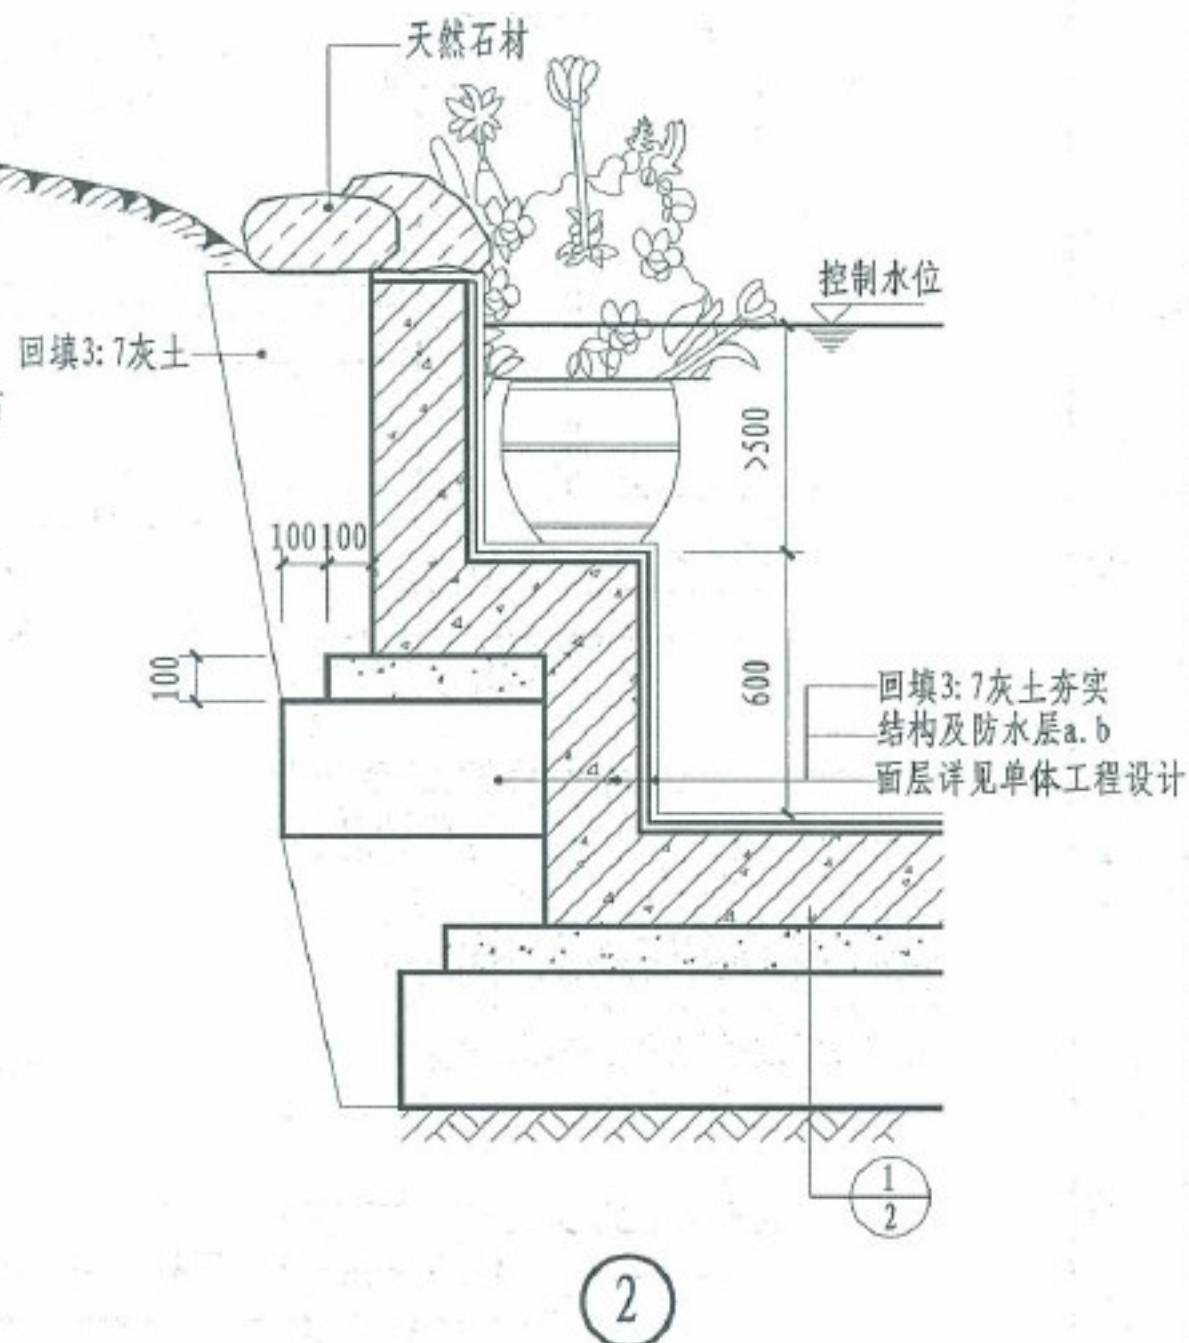 天然石材
控制水位
回填3:7灰土
>500
100 100
100
600
回填3:7灰土夯实
结构及防水层a.b
面层详见单体工程设计
1
2
2